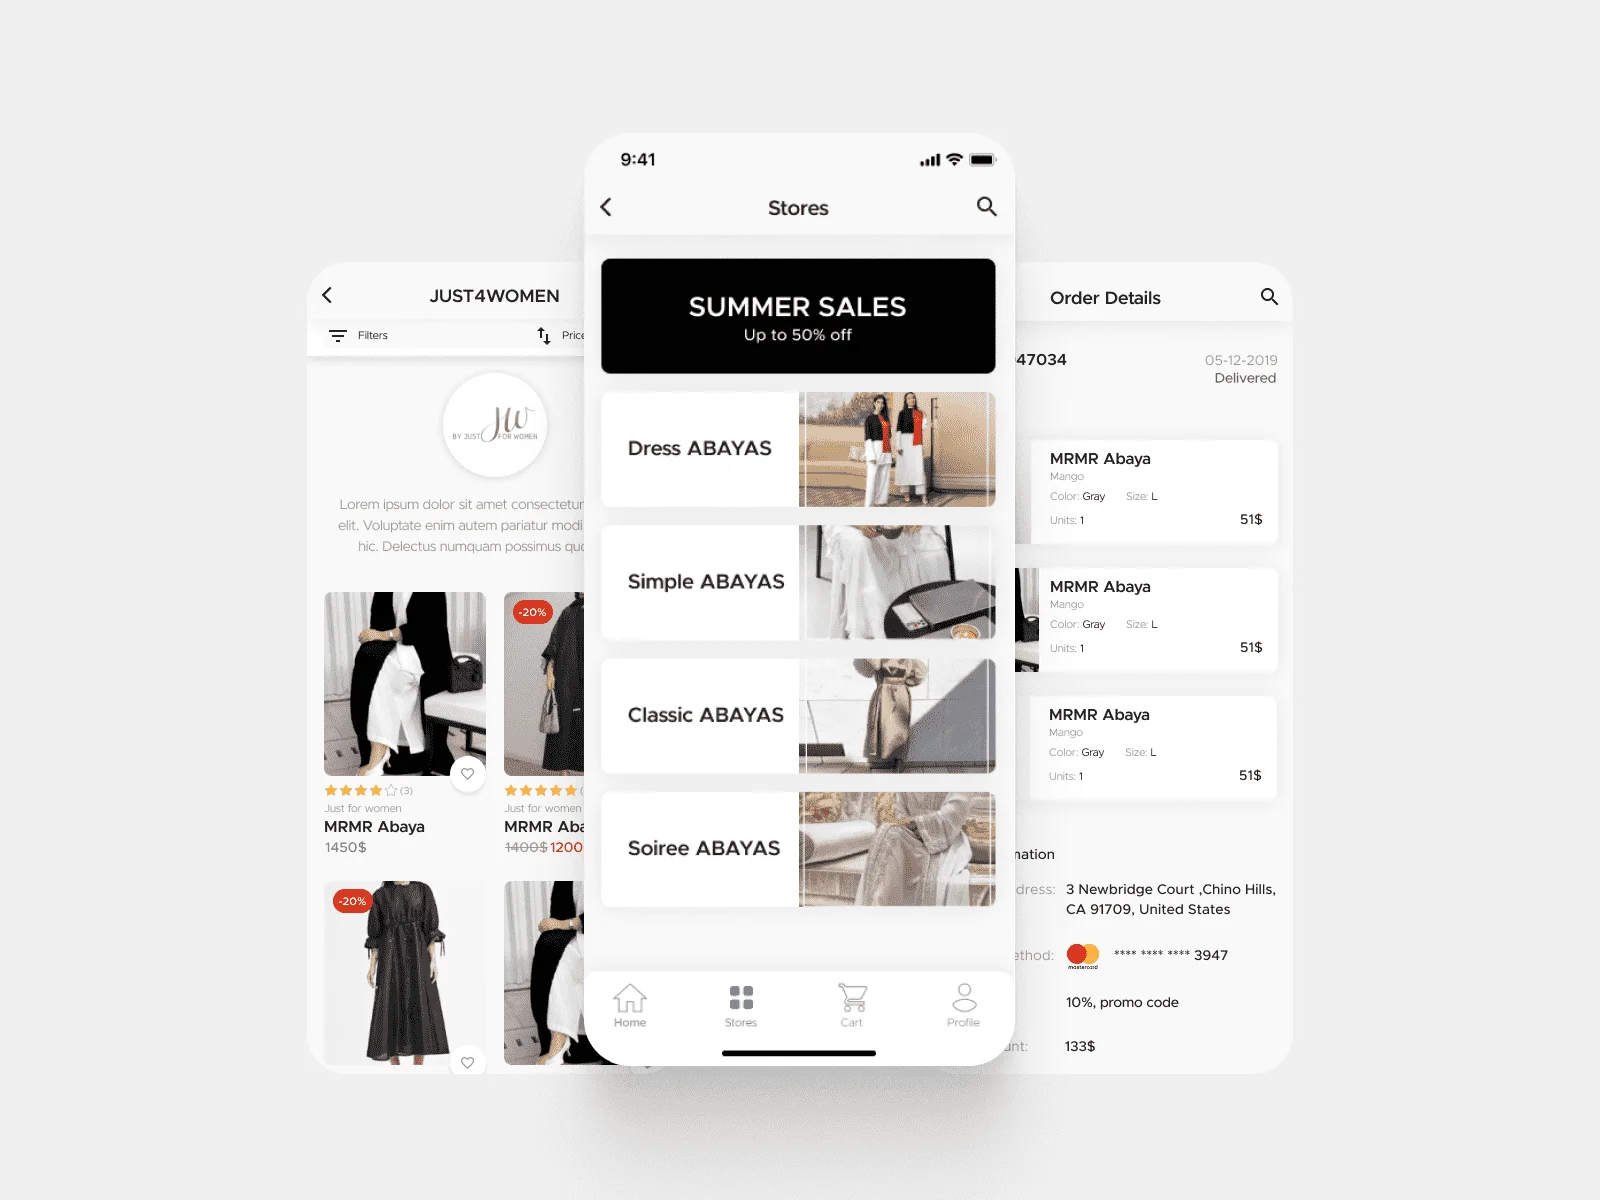 9:41
Stores
SUMMER SALES
Up to 50% off
Dress ABAYAS
Simple ABAYAS
Classic ABAYAS
Soiree ABAYAS
Home
Stores
Cart
Profile
JUST4WOMEN
Filters
Price
JW
BY JUST FOR WOMEN
Lorem ipsum dolor sit amet consectetur
elit. Voluptate enim autem pariatur modi
hic. Delectus numquam possimus quo
(3)
Just for women
MRMR Abaya
1450$
-20%
Just for women
MRMR Aba
1400$ 1200
-20%
Order Details
47034
05-12-2019
Delivered
MRMR Abaya
Mango
Color: Gray Size: L
Units: 1
51$
MRMR Abaya
Mango
Color: Gray Size: L
Units: 1
51$
MRMR Abaya
Mango
Color: Gray Size: L
Units: 1
51$
mation
dress: 3 Newbridge Court ,Chino Hills,
CA 91709, United States
ethod: mastercard **** **** **** 3947
10%, promo code
unt: 133$